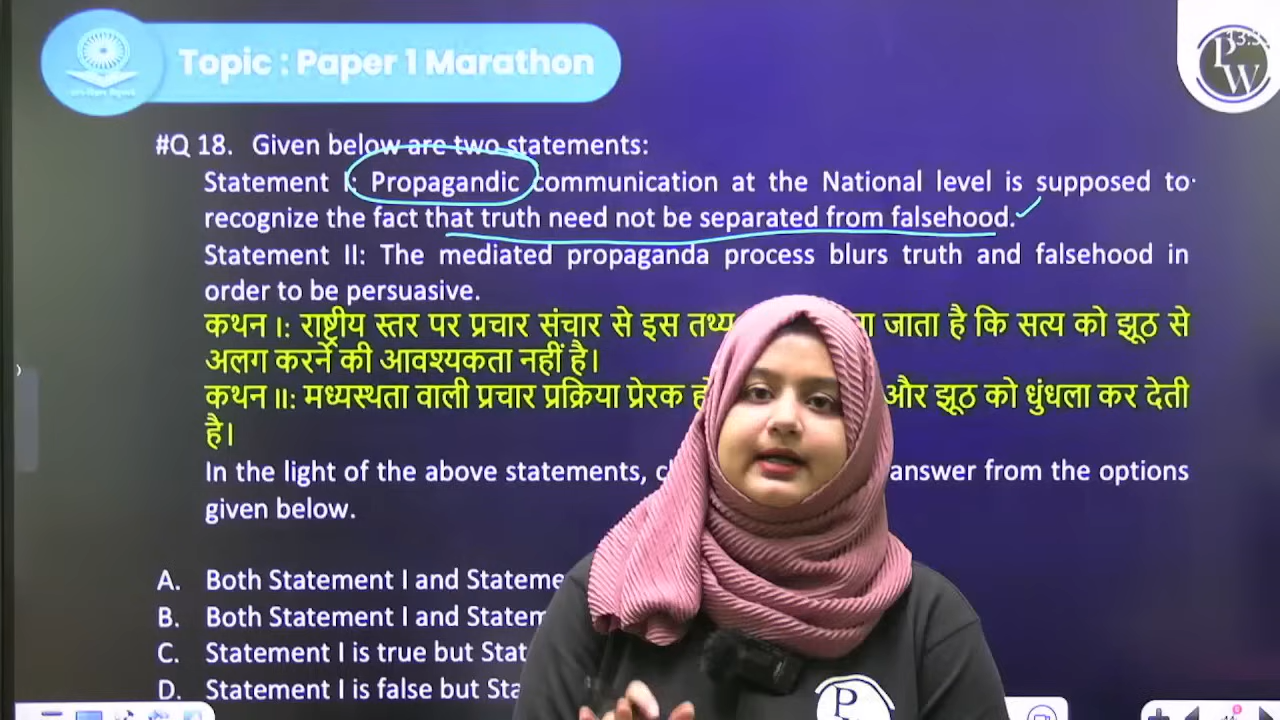 Topic : Paper 1 Marathon
PW
#Q 18. Given below are two statements:
Statement I: Propagandic communication at the National level is supposed to
recognize the fact that truth need not be separated from falsehood.
Statement II: The mediated propaganda process blurs truth and falsehood in
order to be persuasive.
कथन I: राष्ट्रीय स्तर पर प्रचार संचार से इस तथ्य जाता है कि सत्य को झूठ से
अलग करने की आवश्यकता नहीं है।
कथन II: मध्यस्थता वाली प्रचार प्रक्रिया प्रेरक और झूठ को धुंधला कर देती
है।
In the light of the above statements, answer from the options
given below.
A. Both Statement I and
B. Both Statement I and
C. Statement I is true but
D. Statement I is false but
P